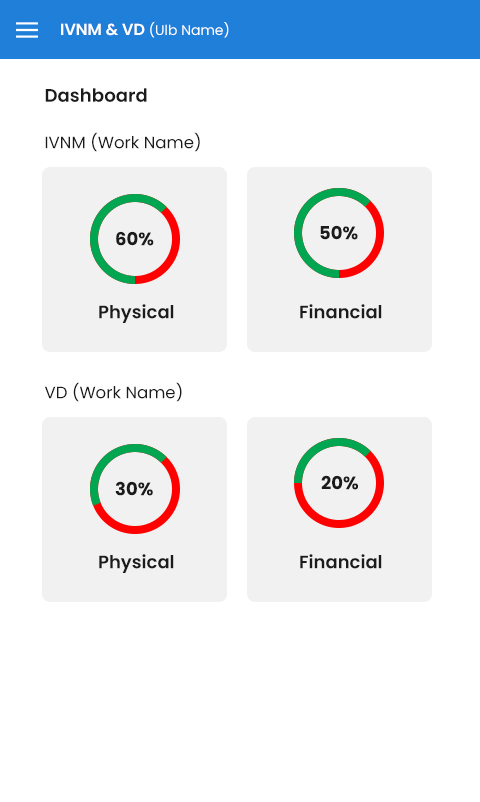 IVNM & VD (Ulb Name)
Dashboard
IVNM (Work Name)
60%
50%
Physical
Financial
VD (Work Name)
30%
20%
Physical
Financial